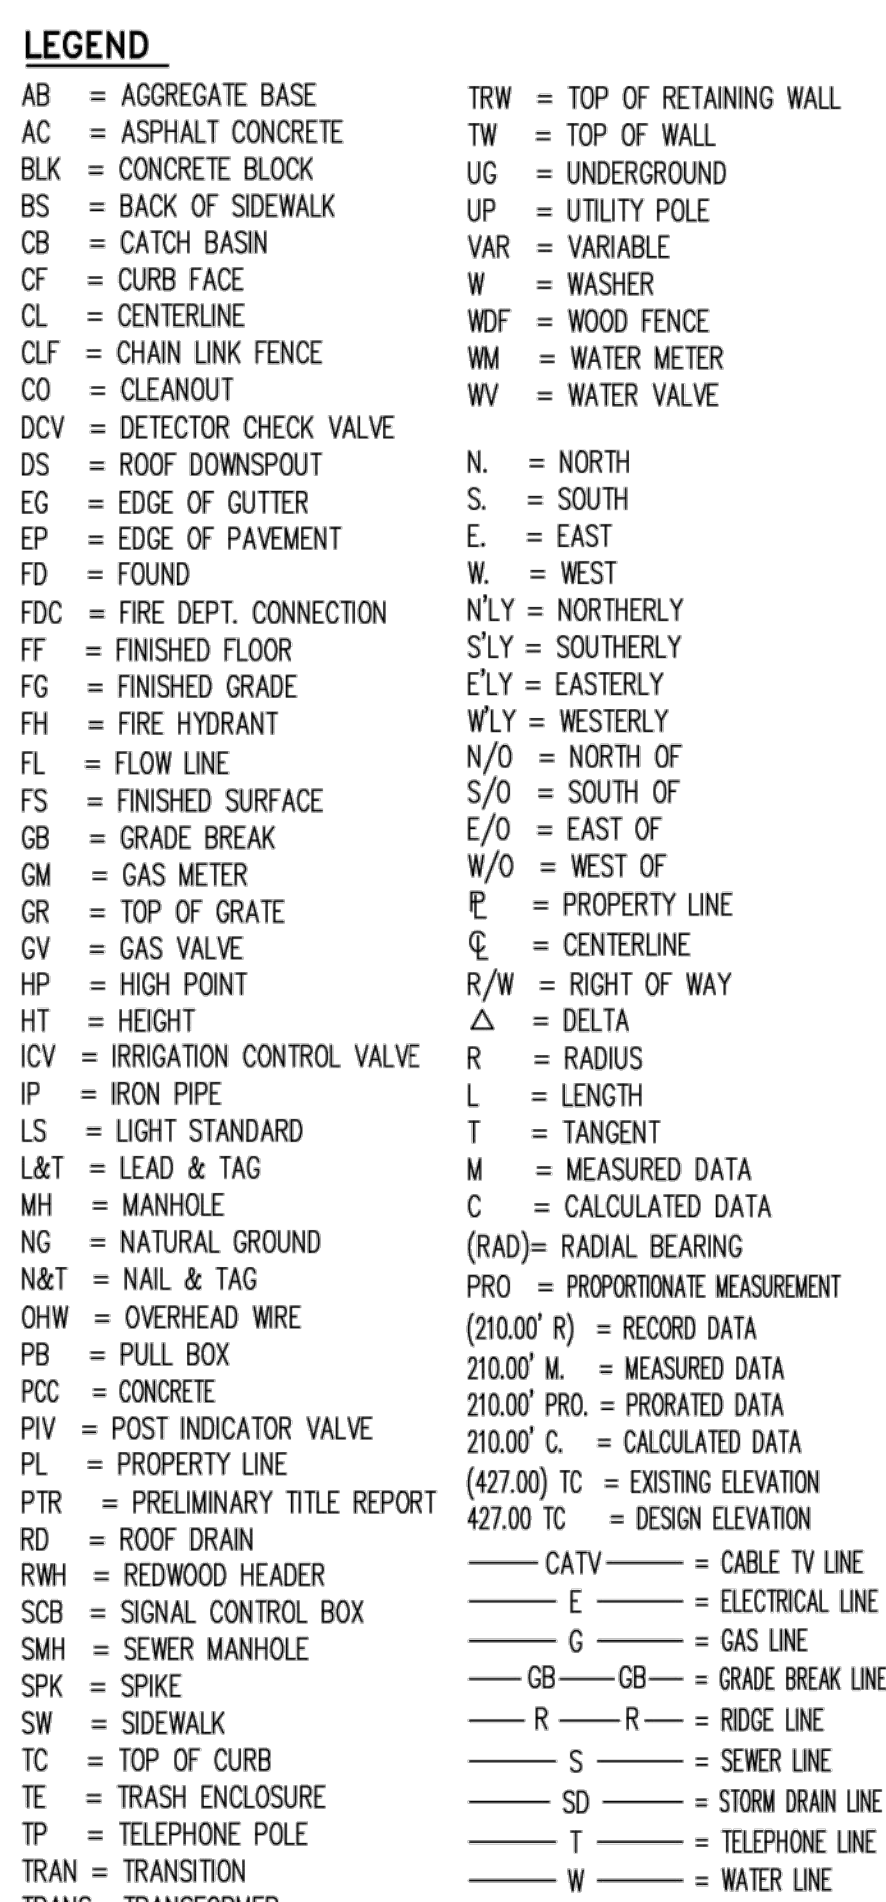 LEGEND
AB = AGGREGATE BASE
AC = ASPHALT CONCRETE
BLK = CONCRETE BLOCK
BS = BACK OF SIDEWALK
CB = CATCH BASIN
CF = CURB FACE
CL = CENTERLINE
CLF = CHAIN LINK FENCE
CO = CLEANOUT
DCV = DETECTOR CHECK VALVE
DS = ROOF DOWNSPOUT
EG = EDGE OF GUTTER
EP = EDGE OF PAVEMENT
FD = FOUND
FDC = FIRE DEPT. CONNECTION
FF = FINISHED FLOOR
FG = FINISHED GRADE
FH = FIRE HYDRANT
FL = FLOW LINE
FS = FINISHED SURFACE
GB = GRADE BREAK
GM = GAS METER
GR = TOP OF GRATE
GV = GAS VALVE
HP = HIGH POINT
HT = HEIGHT
ICV = IRRIGATION CONTROL VALVE
IP = IRON PIPE
LS = LIGHT STANDARD
L&T = LEAD & TAG
MH = MANHOLE
NG = NATURAL GROUND
N&T = NAIL & TAG
OHW = OVERHEAD WIRE
PB = PULL BOX
PCC = CONCRETE
PIV = POST INDICATOR VALVE
PL = PROPERTY LINE
PTR = PRELIMINARY TITLE REPORT
RD = ROOF DRAIN
RWH = REDWOOD HEADER
SCB = SIGNAL CONTROL BOX
SMH = SEWER MANHOLE
SPK = SPIKE
SW = SIDEWALK
TC = TOP OF CURB
TE = TRASH ENCLOSURE
TP = TELEPHONE POLE
TRAN = TRANSITION
TRW = TOP OF RETAINING WALL
TW = TOP OF WALL
UG = UNDERGROUND
UP = UTILITY POLE
VAR = VARIABLE
W = WASHER
WDF = WOOD FENCE
WM = WATER METER
WV = WATER VALVE
N. = NORTH
S. = SOUTH
E. = EAST
W. = WEST
N'LY = NORTHERLY
S'LY = SOUTHERLY
E'LY = EASTERLY
W'LY = WESTERLY
N/O = NORTH OF
S/O = SOUTH OF
E/O = EAST OF
W/O = WEST OF
PL = PROPERTY LINE
℄ = CENTERLINE
R/W = RIGHT OF WAY
△ = DELTA
R = RADIUS
L = LENGTH
T = TANGENT
M = MEASURED DATA
C = CALCULATED DATA
(RAD)= RADIAL BEARING
PRO = PROPORTIONATE MEASUREMENT
(210.00' R) = RECORD DATA
210.00' M. = MEASURED DATA
210.00' PRO. = PRORATED DATA
210.00' C. = CALCULATED DATA
(427.00) TC = EXISTING ELEVATION
427.00 TC = DESIGN ELEVATION
CATV = CABLE TV LINE
E = ELECTRICAL LINE
G = GAS LINE
GB GB = GRADE BREAK LINE
R R = RIDGE LINE
S = SEWER LINE
SD = STORM DRAIN LINE
T = TELEPHONE LINE
W = WATER LINE